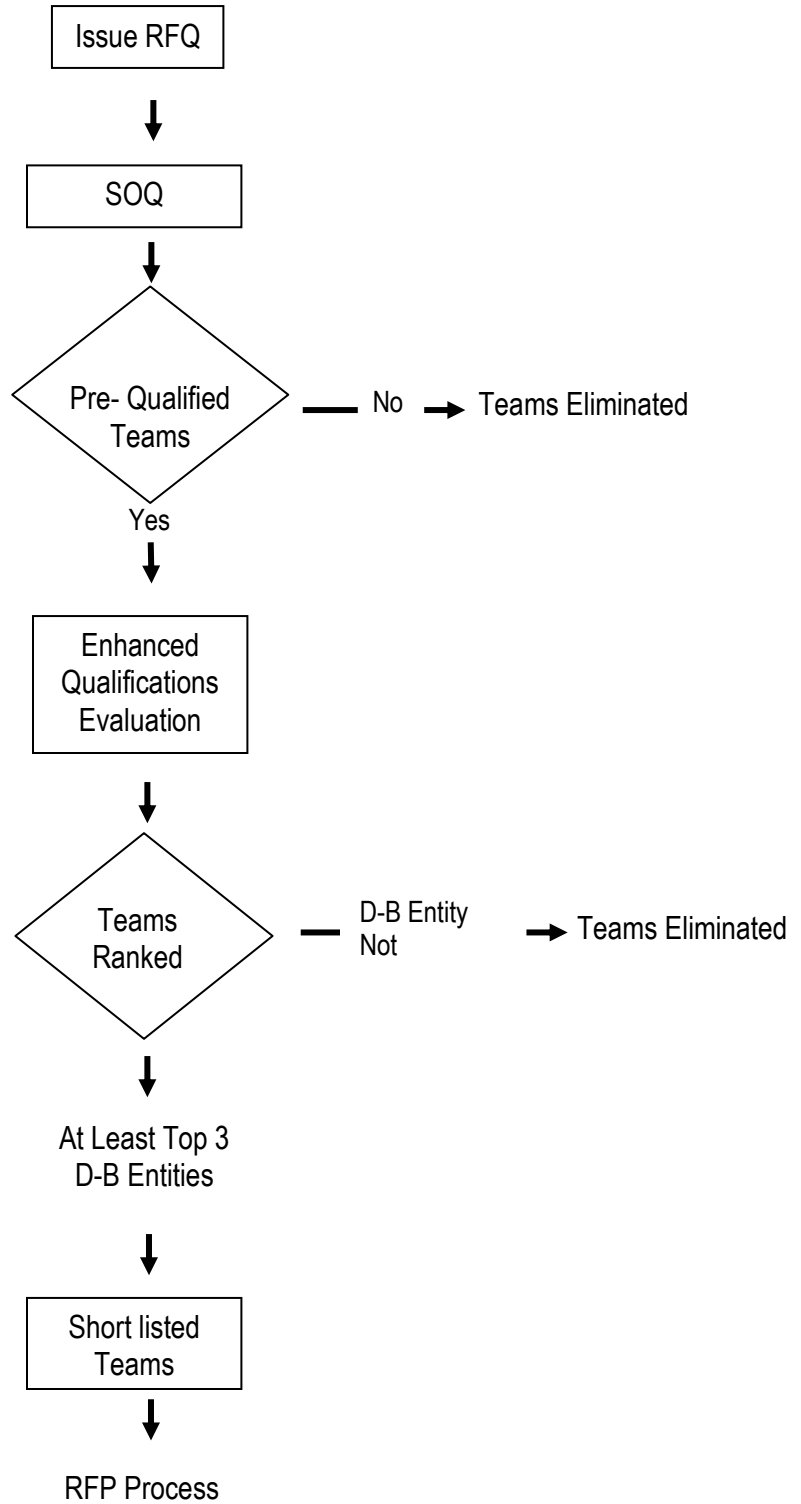 Issue RFQ
SOQ
Pre- Qualified
Teams
No
Teams Eliminated
Yes
Enhanced
Qualifications
Evaluation
Teams
Ranked
D-B Entity
Not
Teams Eliminated
At Least Top 3
D-B Entities
Short listed
Teams
RFP Process